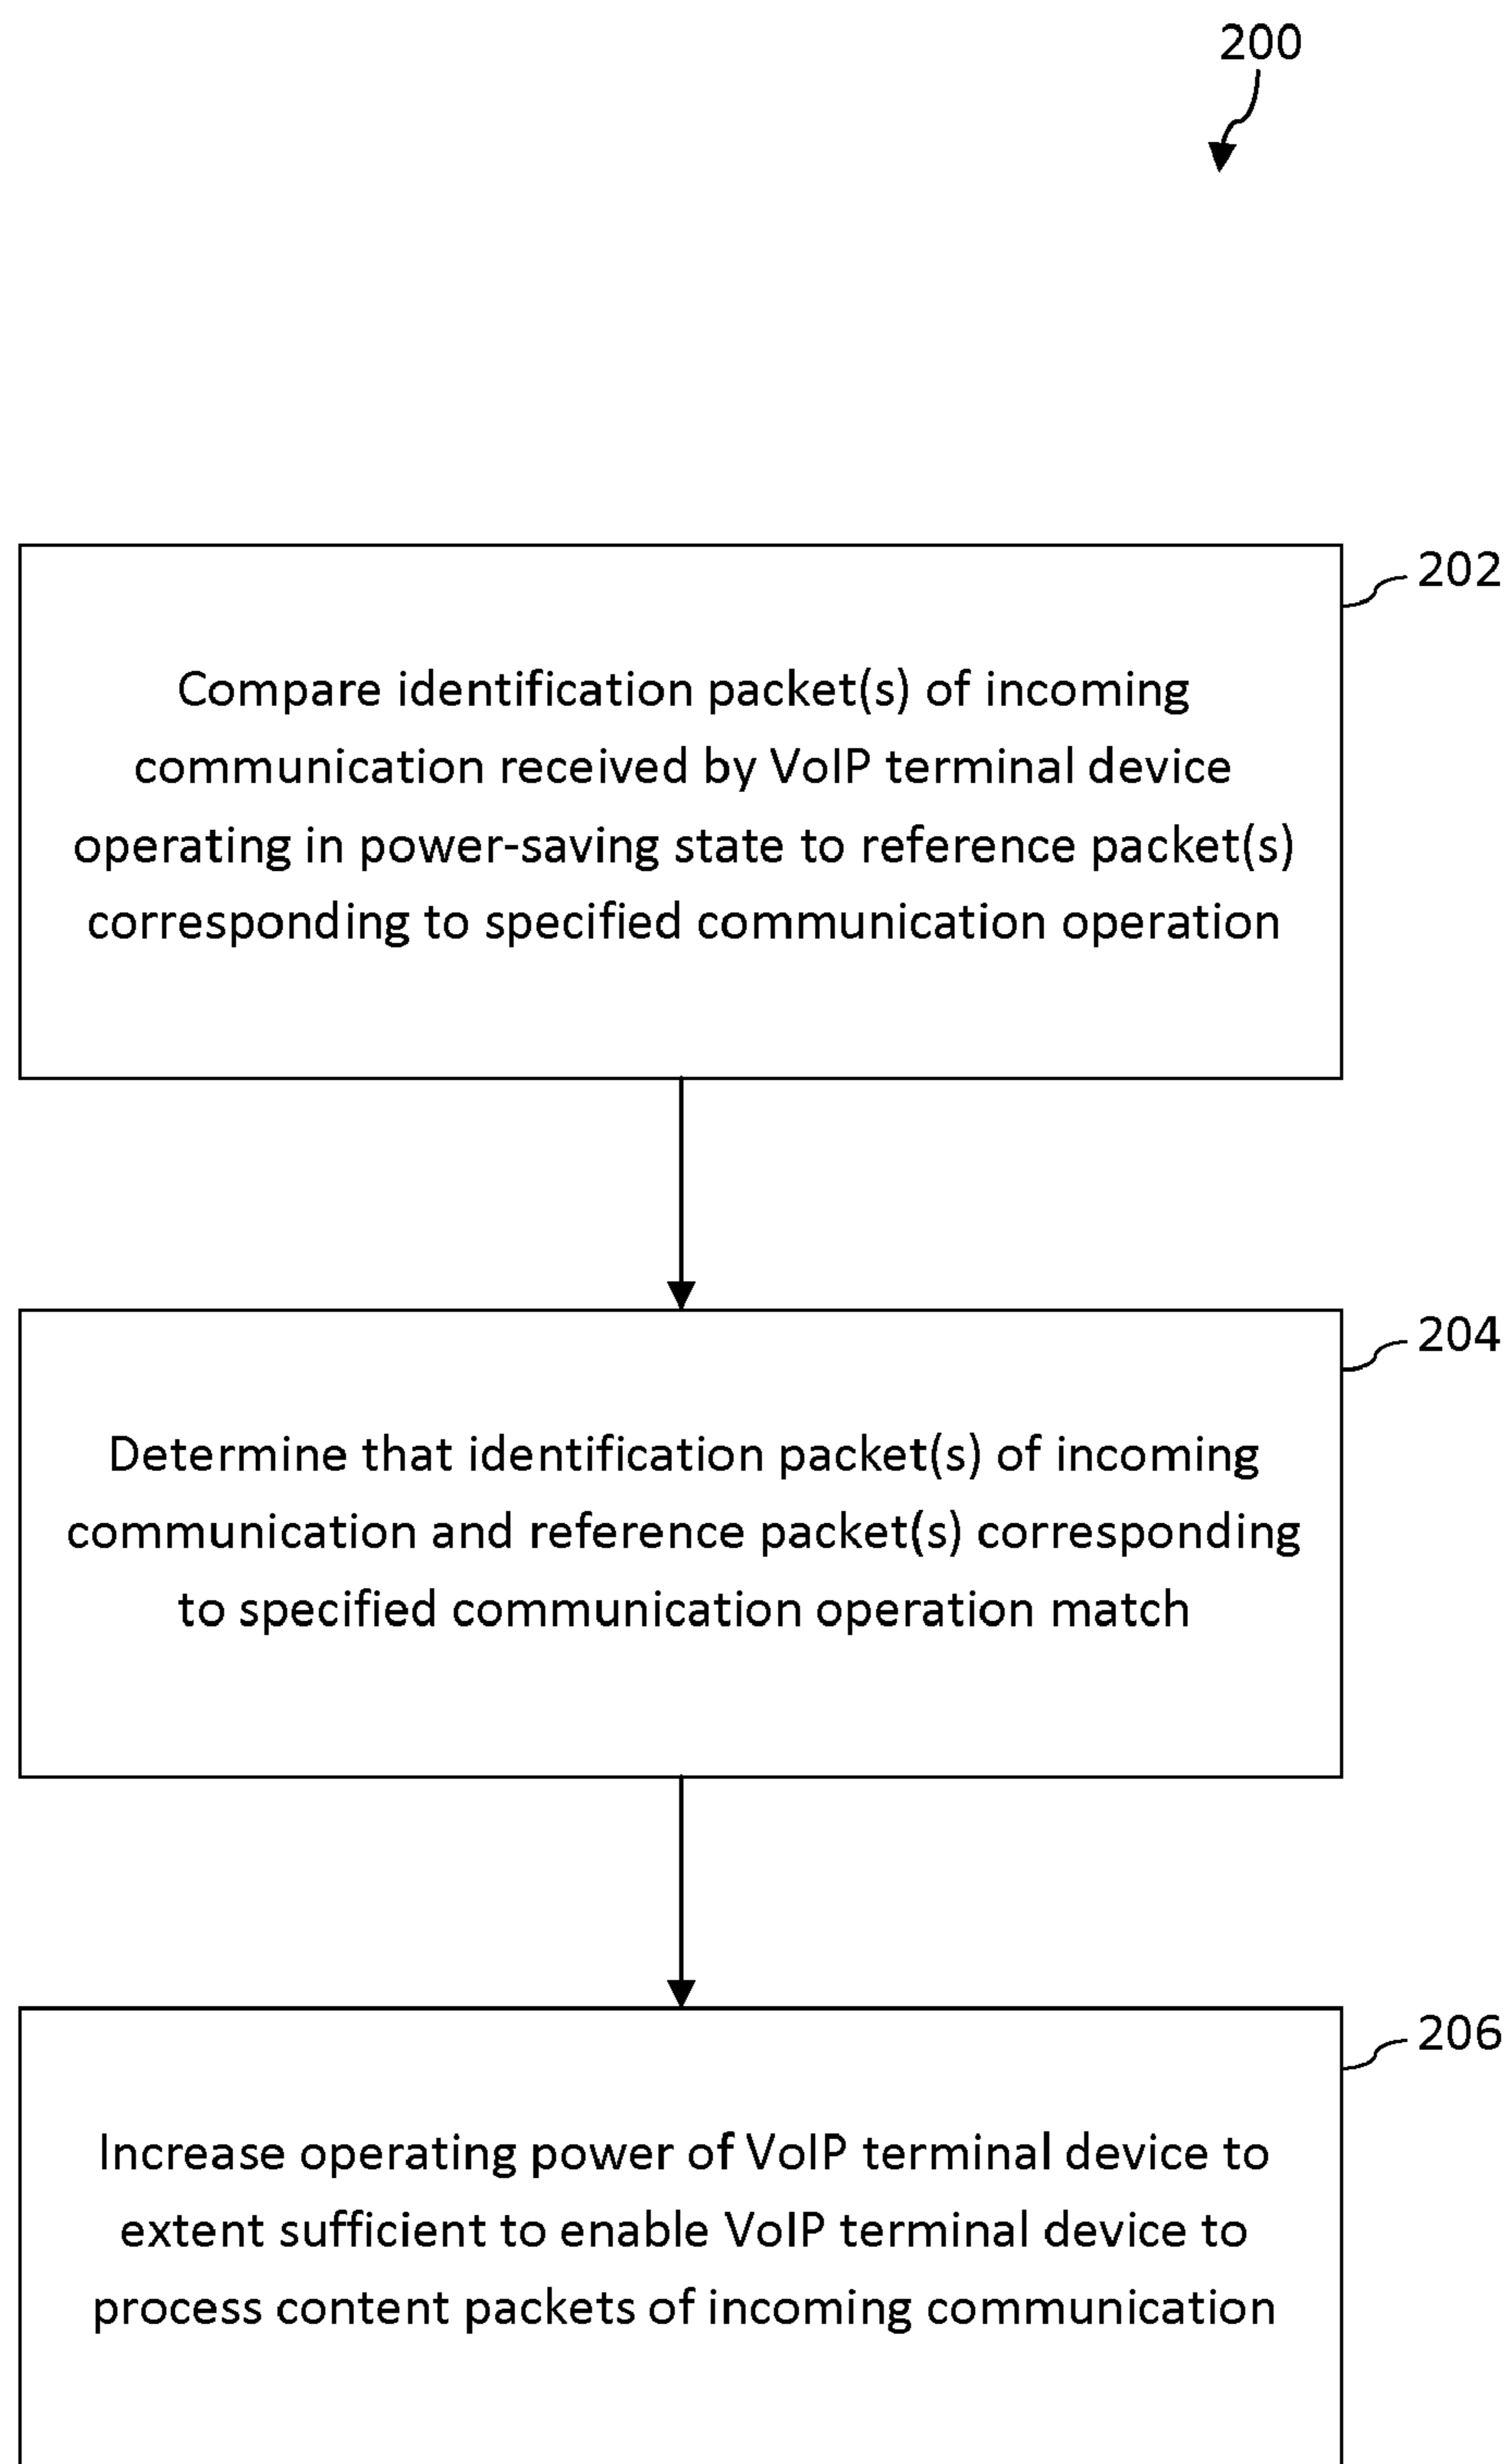 200
202
Compare identification packet(s) of incoming
communication received by VoIP terminal device
operating in power-saving state to reference packet(s)
corresponding to specified communication operation
204
Determine that identification packet(s) of incoming
communication and reference packet(s) corresponding
to specified communication operation match
206
Increase operating power of VoIP terminal device to
extent sufficient to enable VoIP terminal device to
process content packets of incoming communication